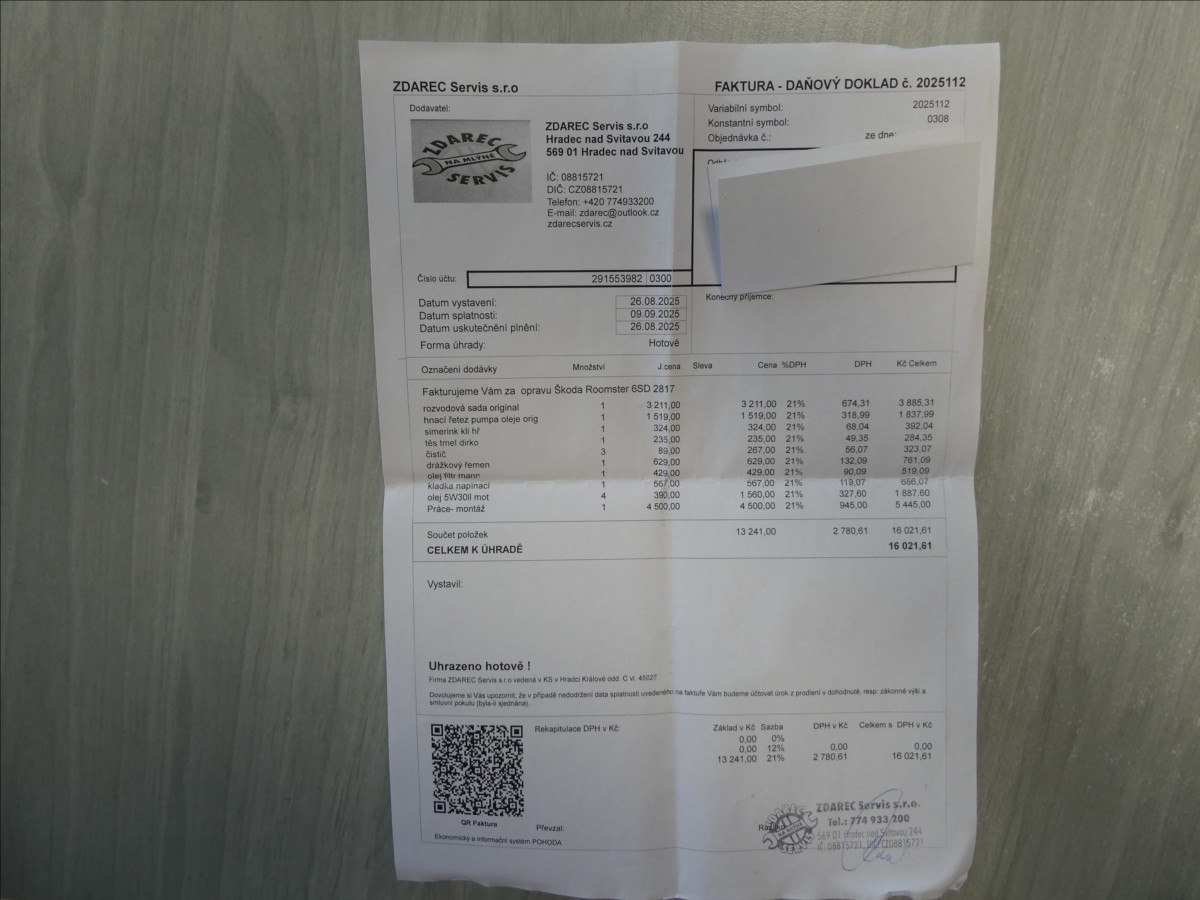 ZDAREC Servis s.r.o
FAKTURA - DAŇOVÝ DOKLAD č. 2025112
Dodavatel:
ZDAREC
NA MLÝNĚ
SERVIS
ZDAREC Servis s.r.o
Hradec nad Svitavou 244
569 01 Hradec nad Svitavou
IČ: 08815721
DIČ: CZ08815721
Telefon: +420 774933200
E-mail: zdarec@outlook.cz
zdarecservis.cz
Variabilní symbol: 2025112
Konstantní symbol: 0308
Objednávka č.: ze dne:
Číslo účtu: 291553982 0300
Konečný příjemce:
Datum vystavení: 26.08.2025
Datum splatnosti: 09.09.2025
Datum uskutečnění plnění: 26.08.2025
Forma úhrady: Hotově
Označení dodávky Množství J.cena Sleva Cena %DPH DPH Kč Celkem
Fakturujeme Vám za opravu Škoda Roomster 6SD 2817
rozvodová sada original 1 3 211,00 3 211,00 21% 674,31 3 885,31
hnací řetez pumpa oleje orig 1 1 519,00 1 519,00 21% 318,99 1 837,99
simerink kli hř 1 324,00 324,00 21% 68,04 392,04
těs tmel dirko 1 235,00 235,00 21% 49,35 284,35
čistič 3 89,00 267,00 21% 56,07 323,07
drážkový řemen 1 629,00 629,00 21% 132,09 761,09
olej filtr mann 1 429,00 429,00 21% 90,09 519,09
kladka napínací 1 567,00 567,00 21% 119,07 686,07
olej 5W30ll mot 4 390,00 1 560,00 21% 327,60 1 887,60
Práce- montáž 1 4 500,00 4 500,00 21% 945,00 5 445,00
Součet položek 13 241,00 2 780,61 16 021,61
CELKEM K ÚHRADĚ 16 021,61
Vystavil:
Uhrazeno hotově !
Firma ZDAREC Servis s.r.o vedená v KS v Hradci Králové odd. C vl. 45027
Dovolujeme si Vás upozornit, že v případě nedodržení data splatnosti uvedeného na faktuře Vám budeme účtovat úrok z prodlení v dohodnuté, resp. zákonné výši a
smluvní pokutu (byla-li sjednána).
Rekapitulace DPH v Kč: Základ v Kč Sazba DPH v Kč Celkem s DPH v Kč
0,00 0%
0,00 12% 0,00 0,00
13 241,00 21% 2 780,61 16 021,61
QR Faktura
Převzal:
Ekonomický a informační systém POHODA
ZDAREC
NA MLÝNĚ
SERVIS
ZDAREC Servis s.r.o.
Tel.: 774 933 200
569 01 Hradec nad Svitavou 244
IČ: 08815721, DIČ: CZ08815721